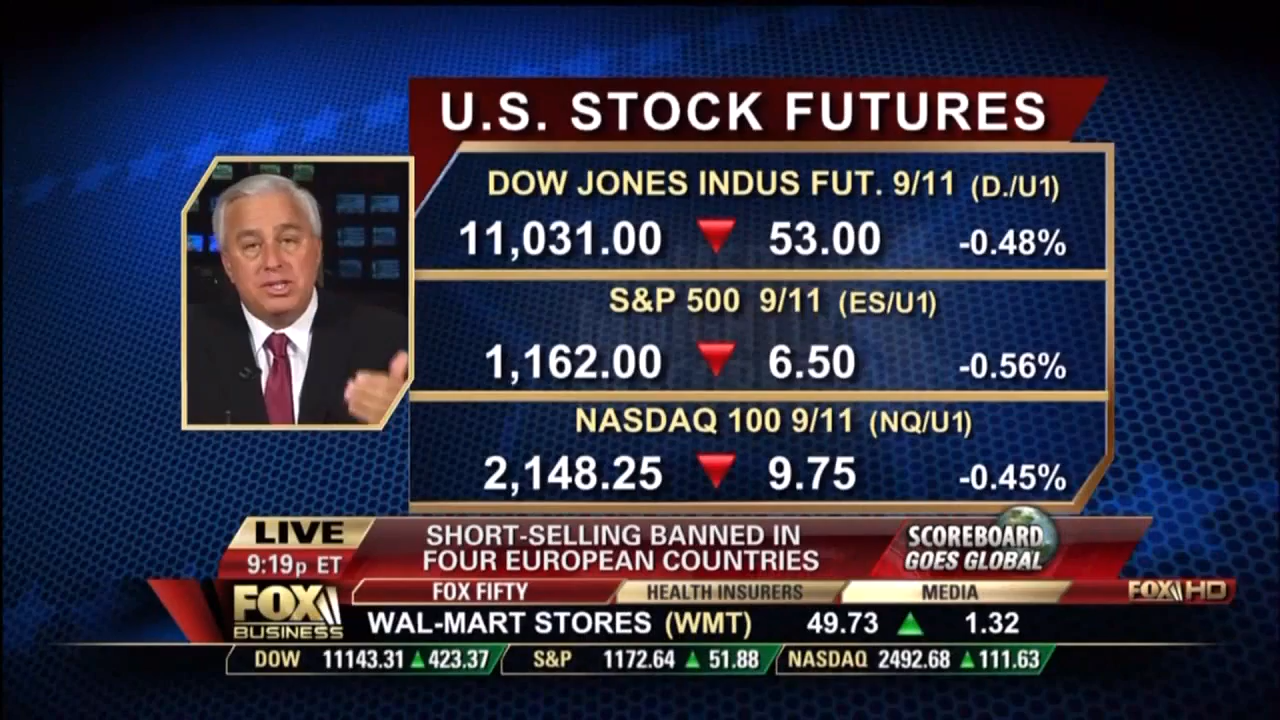 U.S. STOCK FUTURES
DOW JONES INDUS FUT. 9/11 (D./U1)
11,031.00 ▼ 53.00 -0.48%
S&P 500 9/11 (ES/U1)
1,162.00 ▼ 6.50 -0.56%
NASDAQ 100 9/11 (NQ/U1)
2,148.25 ▼ 9.75 -0.45%
LIVE
9:19p ET
SHORT-SELLING BANNED IN
FOUR EUROPEAN COUNTRIES
SCOREBOARD
GOES GLOBAL
FOX FIFTY HEALTH INSURERS MEDIA
FOX HD
FOX
BUSINESS
WAL-MART STORES (WMT) 49.73 ▲ 1.32
DOW 11143.31 ▲ 423.37 S&P 1172.64 ▲ 51.88 NASDAQ 2492.68 ▲ 111.63